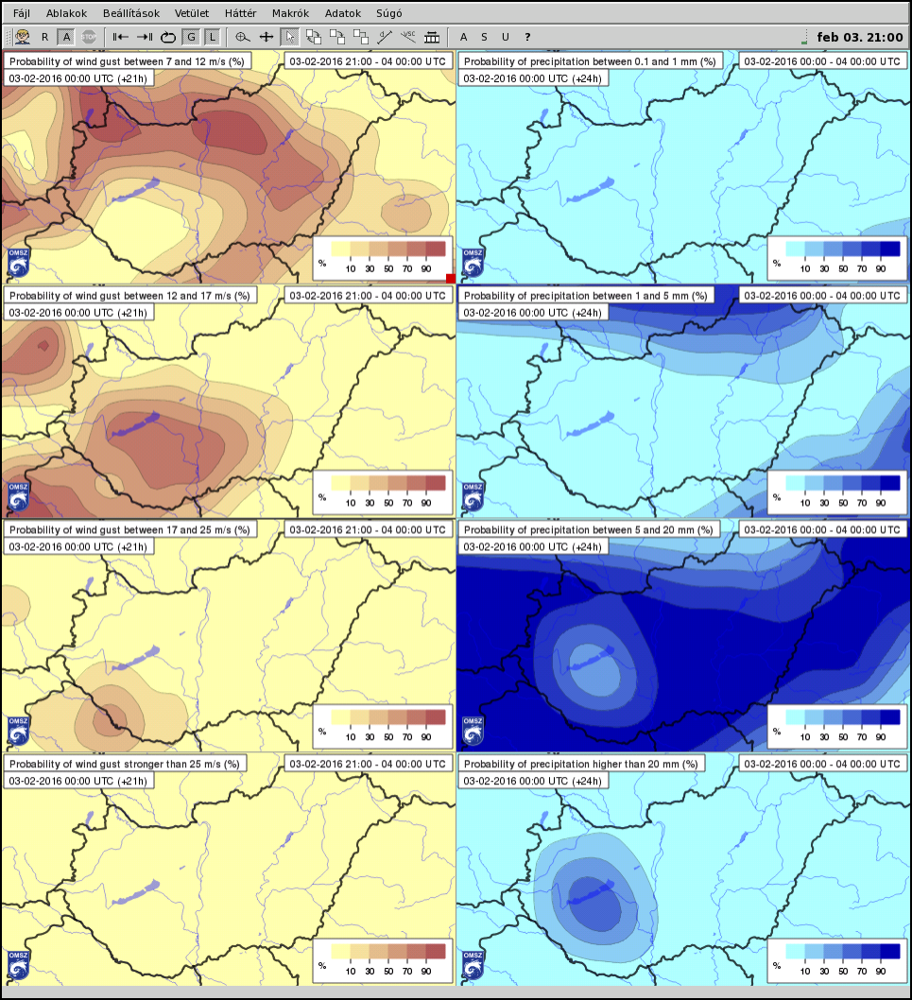 Fájl Ablakok Beállítások Vetület Háttér Makrók Adatok Súgó
R A STOP G L VSC A S U ? feb 03. 21:00
Probability of wind gust between 7 and 12 m/s (%)
03-02-2016 21:00 - 04 00:00 UTC
03-02-2016 00:00 UTC (+21h)
OMSZ
%
10 30 50 70 90
Probability of precipitation between 0.1 and 1 mm (%)
03-02-2016 00:00 - 04 00:00 UTC
03-02-2016 00:00 UTC (+24h)
OMSZ
%
10 30 50 70 90
Probability of wind gust between 12 and 17 m/s (%)
03-02-2016 21:00 - 04 00:00 UTC
03-02-2016 00:00 UTC (+21h)
OMSZ
%
10 30 50 70 90
Probability of precipitation between 1 and 5 mm (%)
03-02-2016 00:00 - 04 00:00 UTC
03-02-2016 00:00 UTC (+24h)
OMSZ
%
10 30 50 70 90
Probability of wind gust between 17 and 25 m/s (%)
03-02-2016 21:00 - 04 00:00 UTC
03-02-2016 00:00 UTC (+21h)
OMSZ
%
10 30 50 70 90
Probability of precipitation between 5 and 20 mm (%)
03-02-2016 00:00 - 04 00:00 UTC
03-02-2016 00:00 UTC (+24h)
OMSZ
%
10 30 50 70 90
Probability of wind gust stronger than 25 m/s (%)
03-02-2016 21:00 - 04 00:00 UTC
03-02-2016 00:00 UTC (+21h)
OMSZ
%
10 30 50 70 90
Probability of precipitation higher than 20 mm (%)
03-02-2016 00:00 - 04 00:00 UTC
03-02-2016 00:00 UTC (+24h)
OMSZ
%
10 30 50 70 90